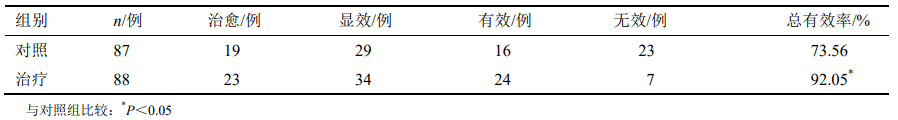 组别 n/例 治愈/例 显效/例 有效/例 无效/例 总有效率/%
对照 87 19 29 16 23 73.56
治疗 88 23 34 24 7 92.05*
与对照组比较：*P＜0.05